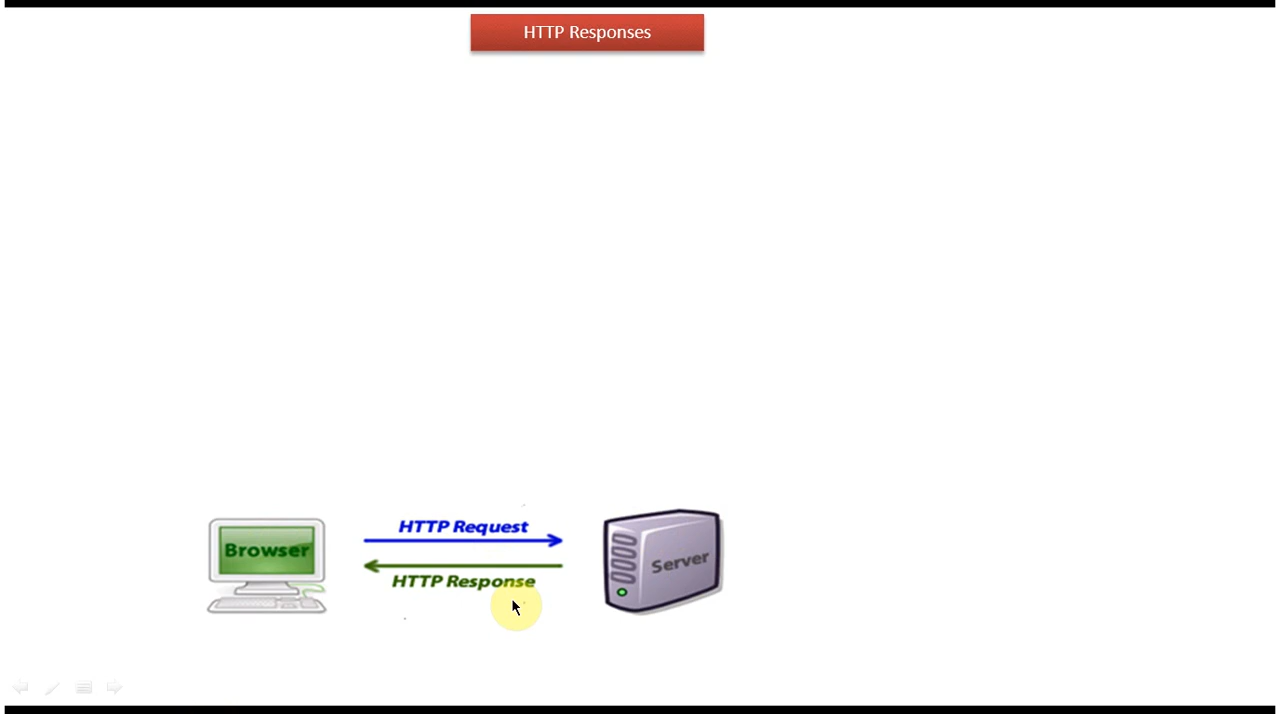 HTTP Responses
HTTP Request
Browser
Server
HTTP Response